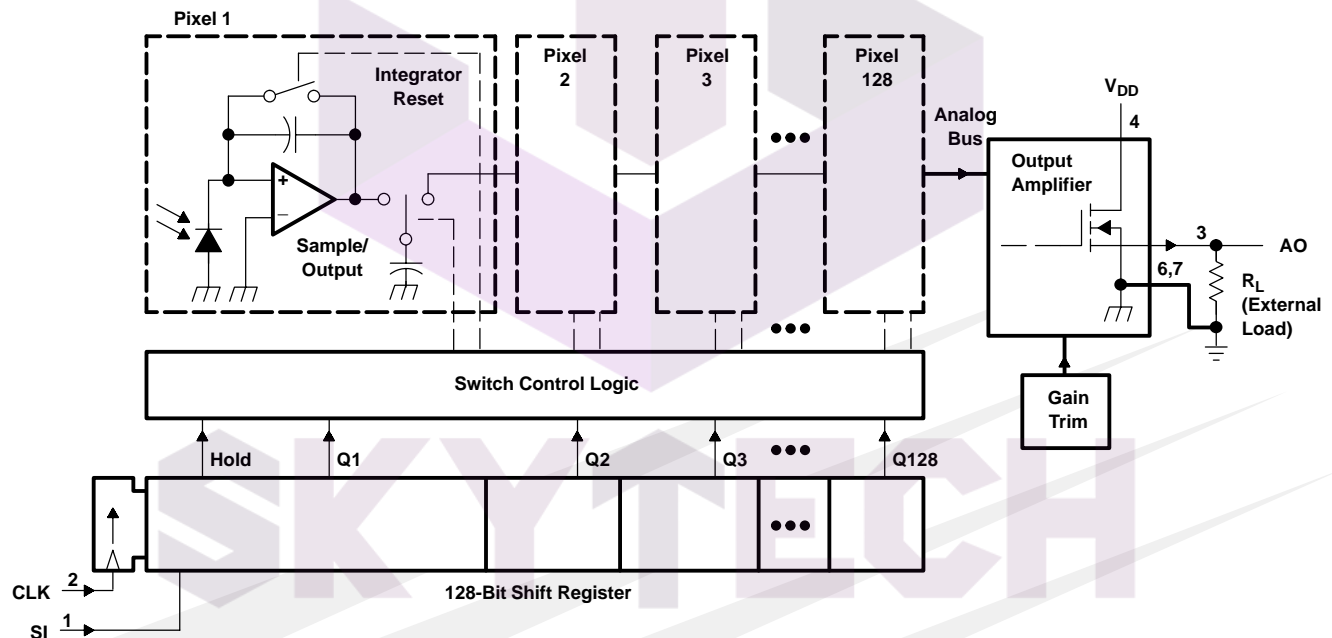 Pixel 1
Integrator
Reset
+
−
Sample/
Output
Pixel
2
Pixel
3
Pixel
128
Analog
Bus
VDD
4
Output
Amplifier
3
AO
6,7
RL
(External
Load)
Gain
Trim
Switch Control Logic
Hold
Q1
Q2
Q3
Q128
CLK
2
SI
1
128-Bit Shift Register
SKYTECH